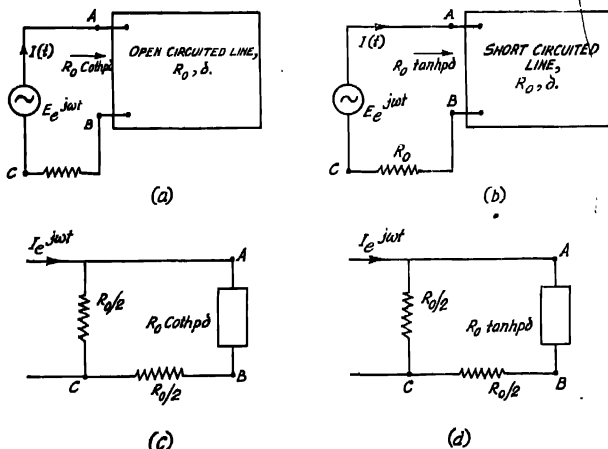 A
I(t)
R₀ Cothpδ
OPEN CIRCUITED LINE,
R₀, δ.
E e^jωt
B
C
(a)
A
I(t)
R₀ tanhpδ
SHORT CIRCUITED
LINE,
R₀, δ.
E e^jωt
B
C
R₀
(b)
I e^jωt
A
R₀/2
R₀ Cothpδ
C
B
R₀/2
(c)
I e^jωt
A
R₀/2
R₀ tanhpδ
C
B
R₀/2
(d)